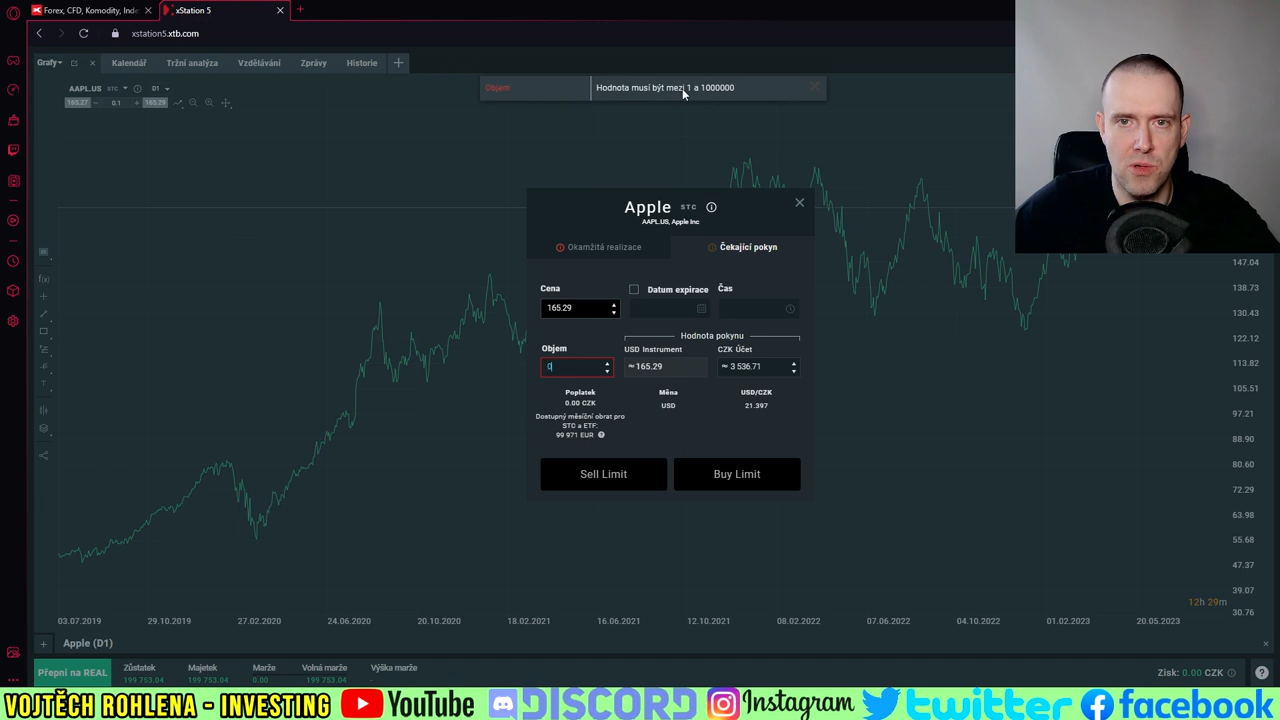 Forex, CFD, Komodity, Inde
xStation 5
xstation5.xtb.com
Grafy
Kalendář
Tržní analýza
Vzdělávání
Zprávy
Historie
AAPL.US STC D1
165.27 0.1 165.29
Objem
Hodnota musí být mezi 1 a 1000000
Apple STC
AAPL.US, Apple Inc
Okamžitá realizace
Čekající pokyn
Cena
Datum expirace
Čas
165.29
Hodnota pokynu
Objem
USD Instrument
CZK Účet
0
≈ 165.29
≈ 3 536.71
Poplatek
0.00 CZK
Měna
USD
USD/CZK
21.397
Dostupný měsíční obrat pro
STC a ETF:
99 971 EUR
Sell Limit
Buy Limit
147.04
138.73
130.42
122.12
113.82
105.51
97.21
88.90
80.60
72.29
63.98
55.68
47.37
39.07
30.76
12h 29m
03.07.2019
29.10.2019
27.02.2020
24.06.2020
20.10.2020
18.02.2021
16.06.2021
12.10.2021
08.02.2022
07.06.2022
04.10.2022
01.02.2023
20.05.2023
Apple (D1)
Přepni na REAL
Zůstatek
199 753.04
Majetek
199 753.04
Marže
0.00
Volná marže
199 753.04
Výška marže
-
Zisk: 0.00 CZK
VOJTĚCH ROHLENA - INVESTING
YouTube
DISCORD
Instagram
twitter
facebook